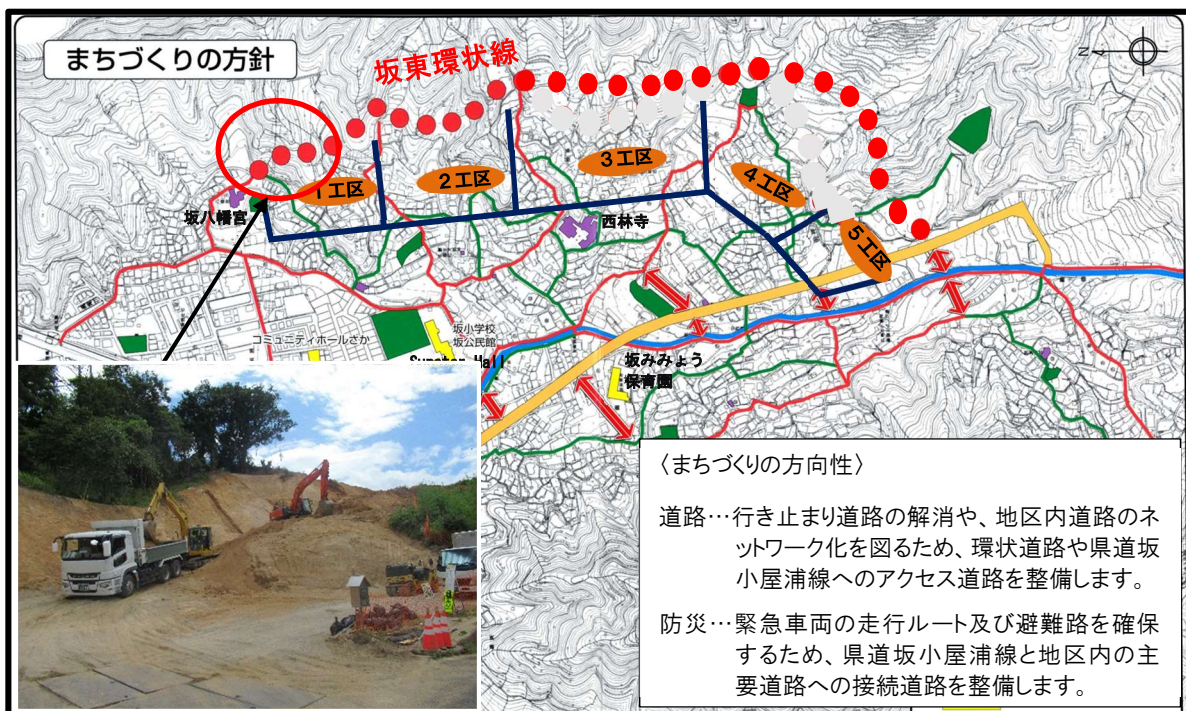 まちづくりの方針
坂東環状線
N
1工区
2工区
3工区
4工区
5工区
坂八幡宮
西林寺
コミュニティホールさか
坂小学校
坂公民館
Sunstar Hall
坂みみょう
保育園
〈まちづくりの方向性〉
道路…行き止まり道路の解消や、地区内道路のネ
ットワーク化を図るため、環状道路や県道坂
小屋浦線へのアクセス道路を整備します。
防災…緊急車両の走行ルート及び避難路を確保
するため、県道坂小屋浦線と地区内の主
要道路への接続道路を整備します。